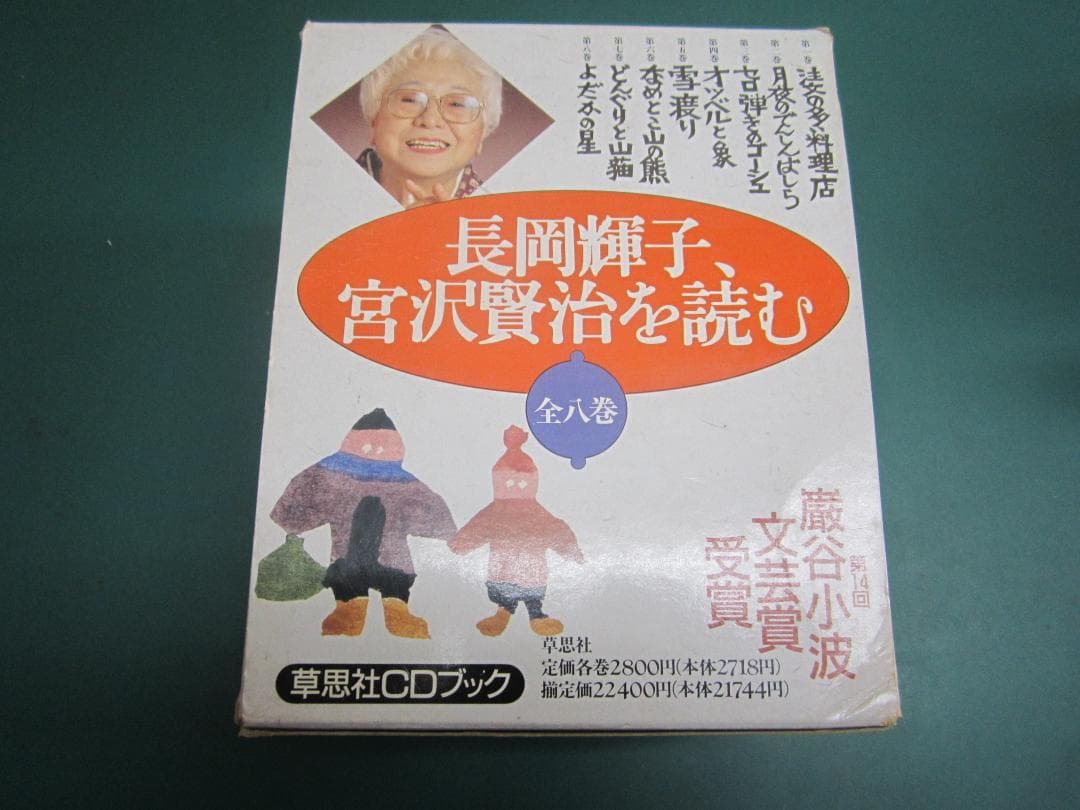 第一巻
注文の多い料理店
第二巻
月夜のでんしんばしら
第三巻
セロ弾きのゴーシュ
第四巻
オツベルと象
第五巻
雪渡り
第六巻
なめとこ山の熊
第七巻
どんぐりと山猫
第八巻
よだかの星
長岡輝子、
宮沢賢治を読む
全八巻
第14回
巖谷小波
文芸賞
受賞
草思社
定価各巻2800円(本体2718円)
揃定価22400円(本体21744円)
草思社CDブック